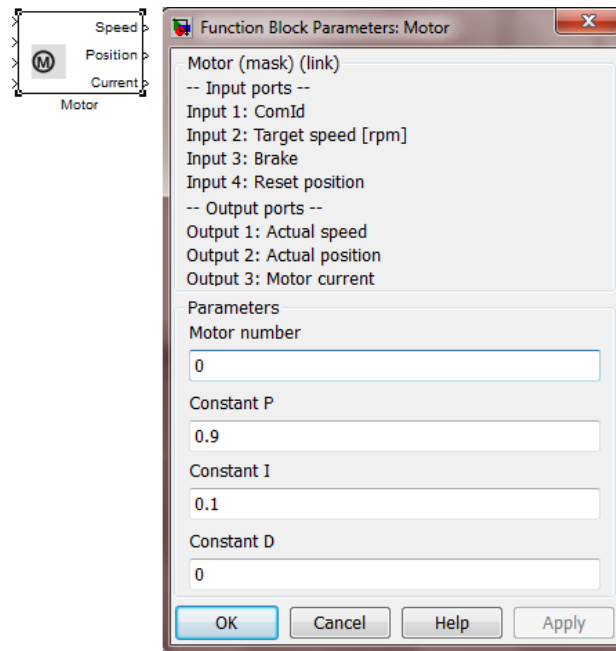 Speed
Position
Current
M
Motor
Function Block Parameters: Motor
Motor (mask) (link)
-- Input ports --
Input 1: ComId
Input 2: Target speed [rpm]
Input 3: Brake
Input 4: Reset position
-- Output ports --
Output 1: Actual speed
Output 2: Actual position
Output 3: Motor current
Parameters
Motor number
0
Constant P
0.9
Constant I
0.1
Constant D
0
OK Cancel Help Apply